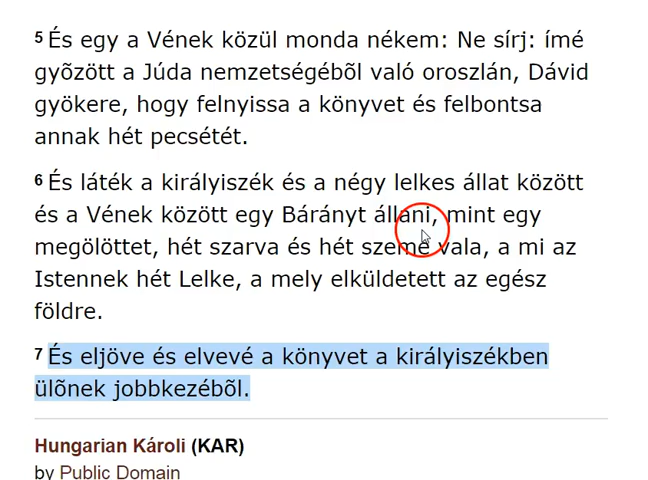 5 És egy a Vének közül monda nékem: Ne sírj: ímé
gyõzött a Júda nemzetségébõl való oroszlán, Dávid
gyökere, hogy felnyissa a könyvet és felbontsa
annak hét pecsétét.
6 És láték a királyiszék és a négy lelkes állat között
és a Vének között egy Bárányt állani, mint egy
megölöttet, hét szarva és hét szeme vala, a mi az
Istennek hét Lelke, a mely elküldetett az egész
földre.
7 És eljöve és elvevé a könyvet a királyiszékben
ülõnek jobbkezébõl.
Hungarian Károli (KAR)
by Public Domain